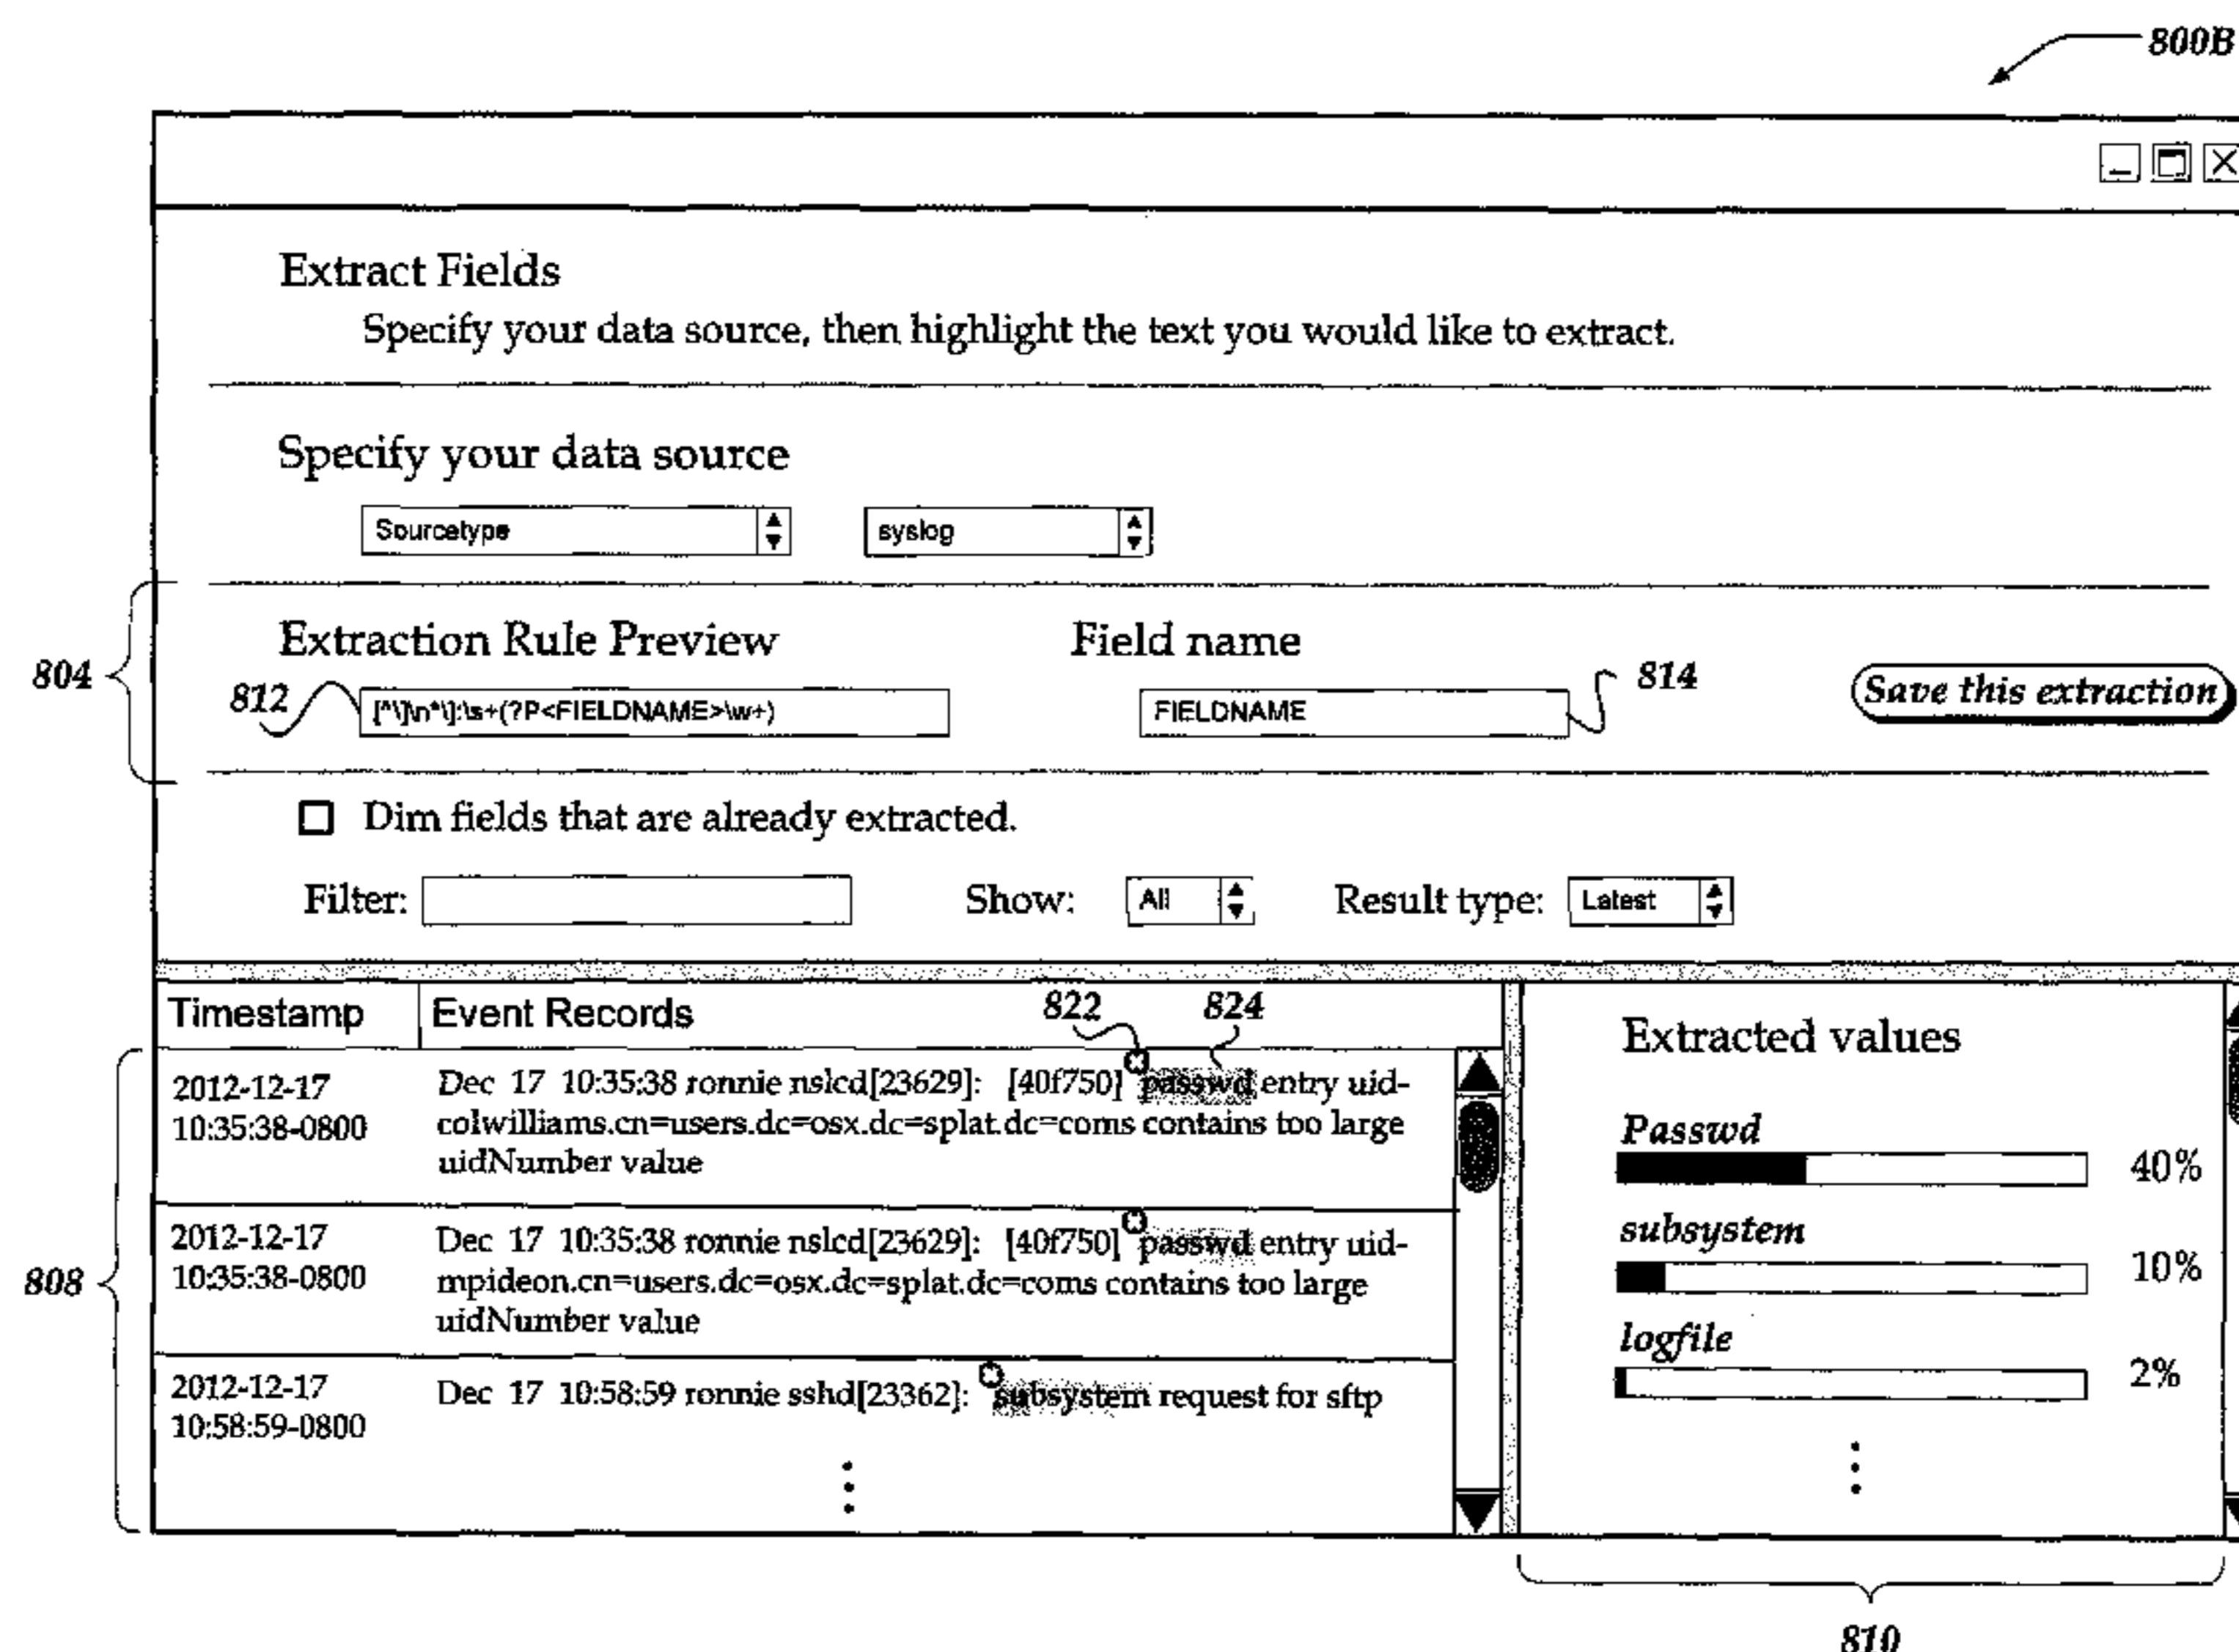 800B
Extract Fields
Specify your data source, then highlight the text you would like to extract.
Specify your data source
Sourcetype syslog
Extraction Rule Preview Field name
804
812 [^\]\n*\]:\s+(?P<FIELDNAME>\w+) FIELDNAME 814 Save this extraction
Dim fields that are already extracted.
Filter: Show: All Result type: Latest
Timestamp Event Records 822 824
Extracted values
2012-12-17 Dec 17 10:35:38 ronnie nslcd[23629]: [40f750] passwd entry uid-
10:35:38-0800 colwilliams.cn=users.dc=osx.dc=splat.dc=coms contains too large
uidNumber value
Passwd
40%
2012-12-17 Dec 17 10:35:38 ronnie nslcd[23629]: [40f750] passwd entry uid-
10:35:38-0800 mpideon.cn=users.dc=osx.dc=splat.dc=coms contains too large
uidNumber value
subsystem
10%
808
logfile
2%
2012-12-17 Dec 17 10:58:59 ronnie sshd[23362]: subsystem request for sftp
10:58:59-0800
810